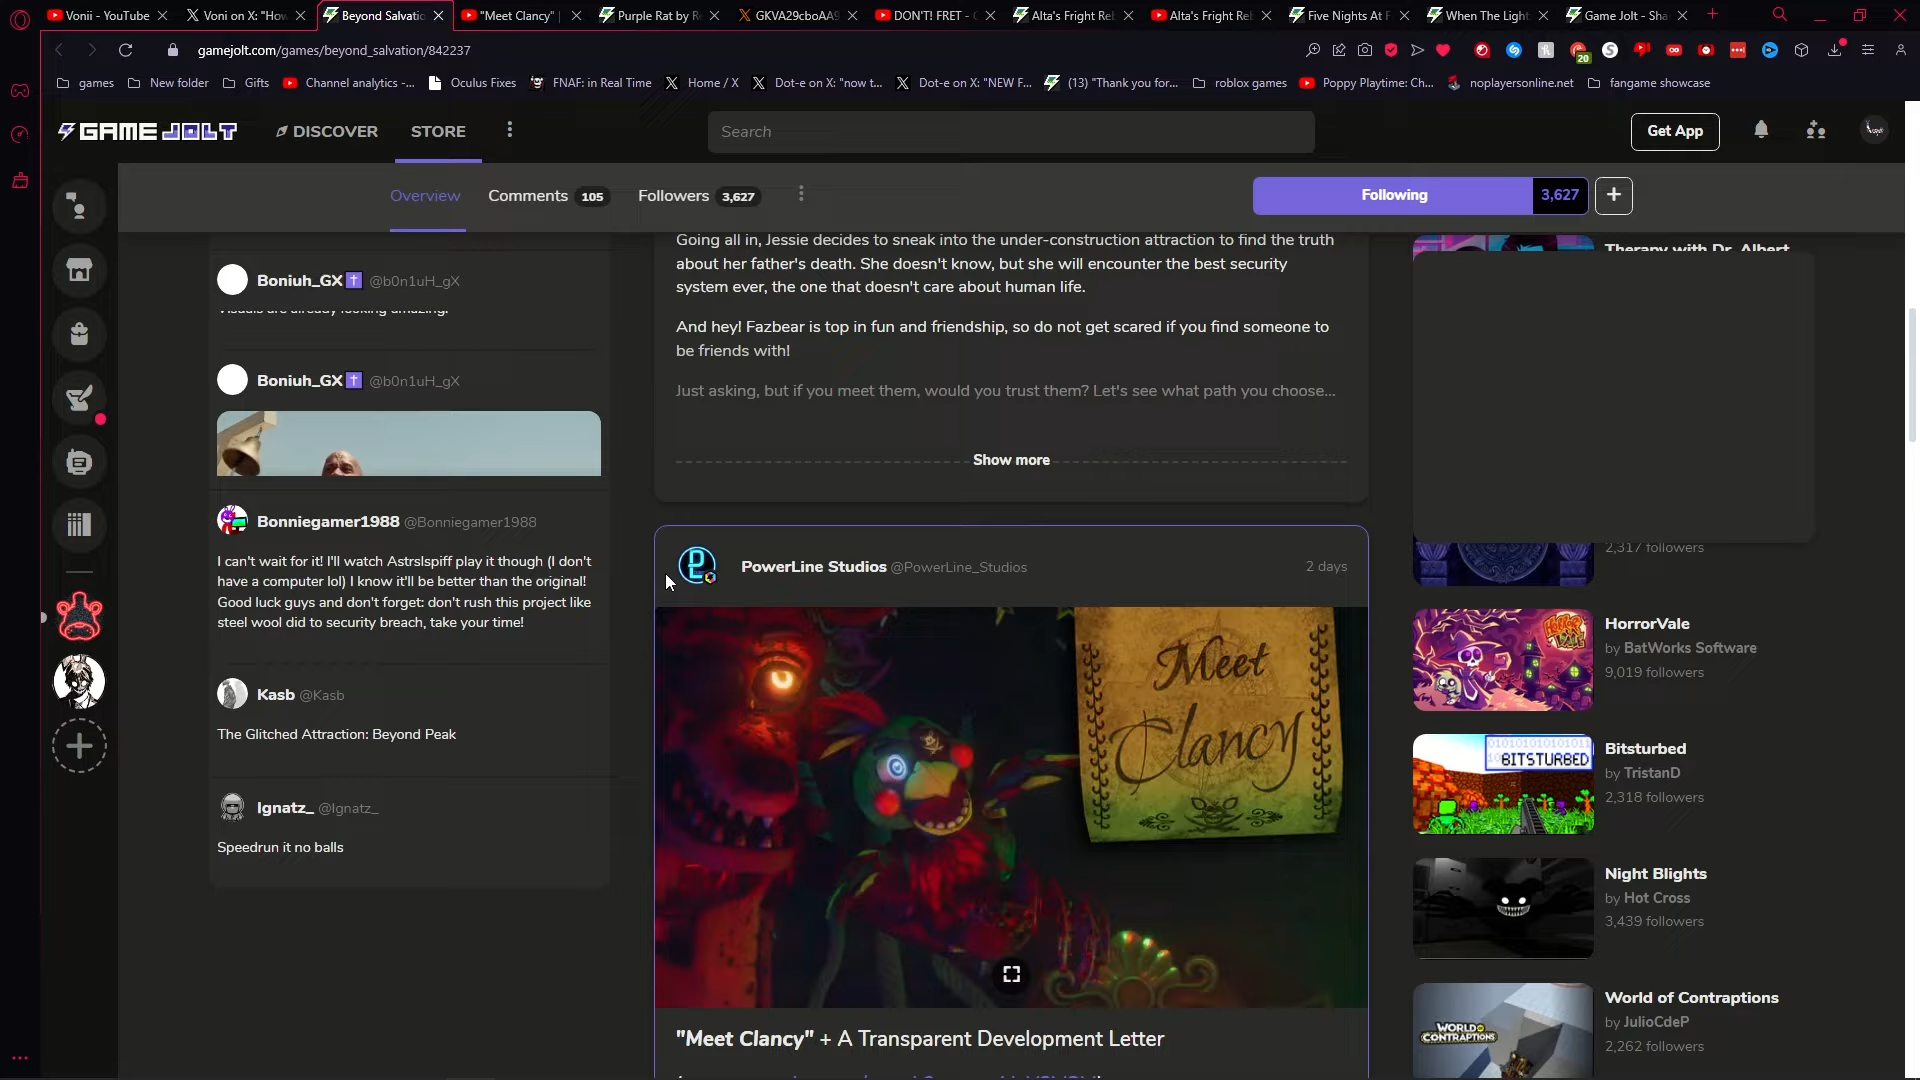 Vonii - YouTube
Voni on X: "How
Beyond Salvatio
"Meet Clancy"
Purple Rat by R
GKVA29cboAA9
DON'T! FRET - G
Alta's Fright Reb
Alta's Fright Reb
Five Nights At F
When The Light
Game Jolt - Sha
gamejolt.com/games/beyond_salvation/842237
20
games
New folder
Gifts
Channel analytics -...
Oculus Fixes
FNAF: in Real Time
Home / X
Dot-e on X: "now t...
Dot-e on X: "NEW F...
(13) "Thank you for...
roblox games
Poppy Playtime: Ch...
noplayersonline.net
fangame showcase
GAME JOLT
DISCOVER
STORE
Search
Get App
Overview
Comments 105
Followers 3,627
Following 3,627
Boniuh_GX @b0n1uH_gX
Visuals are already looking amazing.
Boniuh_GX @b0n1uH_gX
Bonniegamer1988 @Bonniegamer1988
I can't wait for it! I'll watch Astrslspiff play it though (I don't
have a computer lol) I know it'll be better than the original!
Good luck guys and don't forget: don't rush this project like
steel wool did to security breach, take your time!
Kasb @Kasb
The Glitched Attraction: Beyond Peak
Ignatz_ @Ignatz_
Speedrun it no balls
Going all in, Jessie decides to sneak into the under-construction attraction to find the truth
about her father's death. She doesn't know, but she will encounter the best security
system ever, the one that doesn't care about human life.
And hey! Fazbear is top in fun and friendship, so do not get scared if you find someone to
be friends with!
Just asking, but if you meet them, would you trust them? Let's see what path you choose...
Show more
PowerLine Studios @PowerLine_Studios
2 days
Meet
Clancy
"Meet Clancy" + A Transparent Development Letter
Therapy with Dr. Albert
2,317 followers
HorrorVale
by BatWorks Software
9,019 followers
BITSTURBED
Bitsturbed
by TristanD
2,318 followers
Night Blights
by Hot Cross
3,439 followers
WORLD OF
CONTRAPTIONS
World of Contraptions
by JulioCdeP
2,262 followers